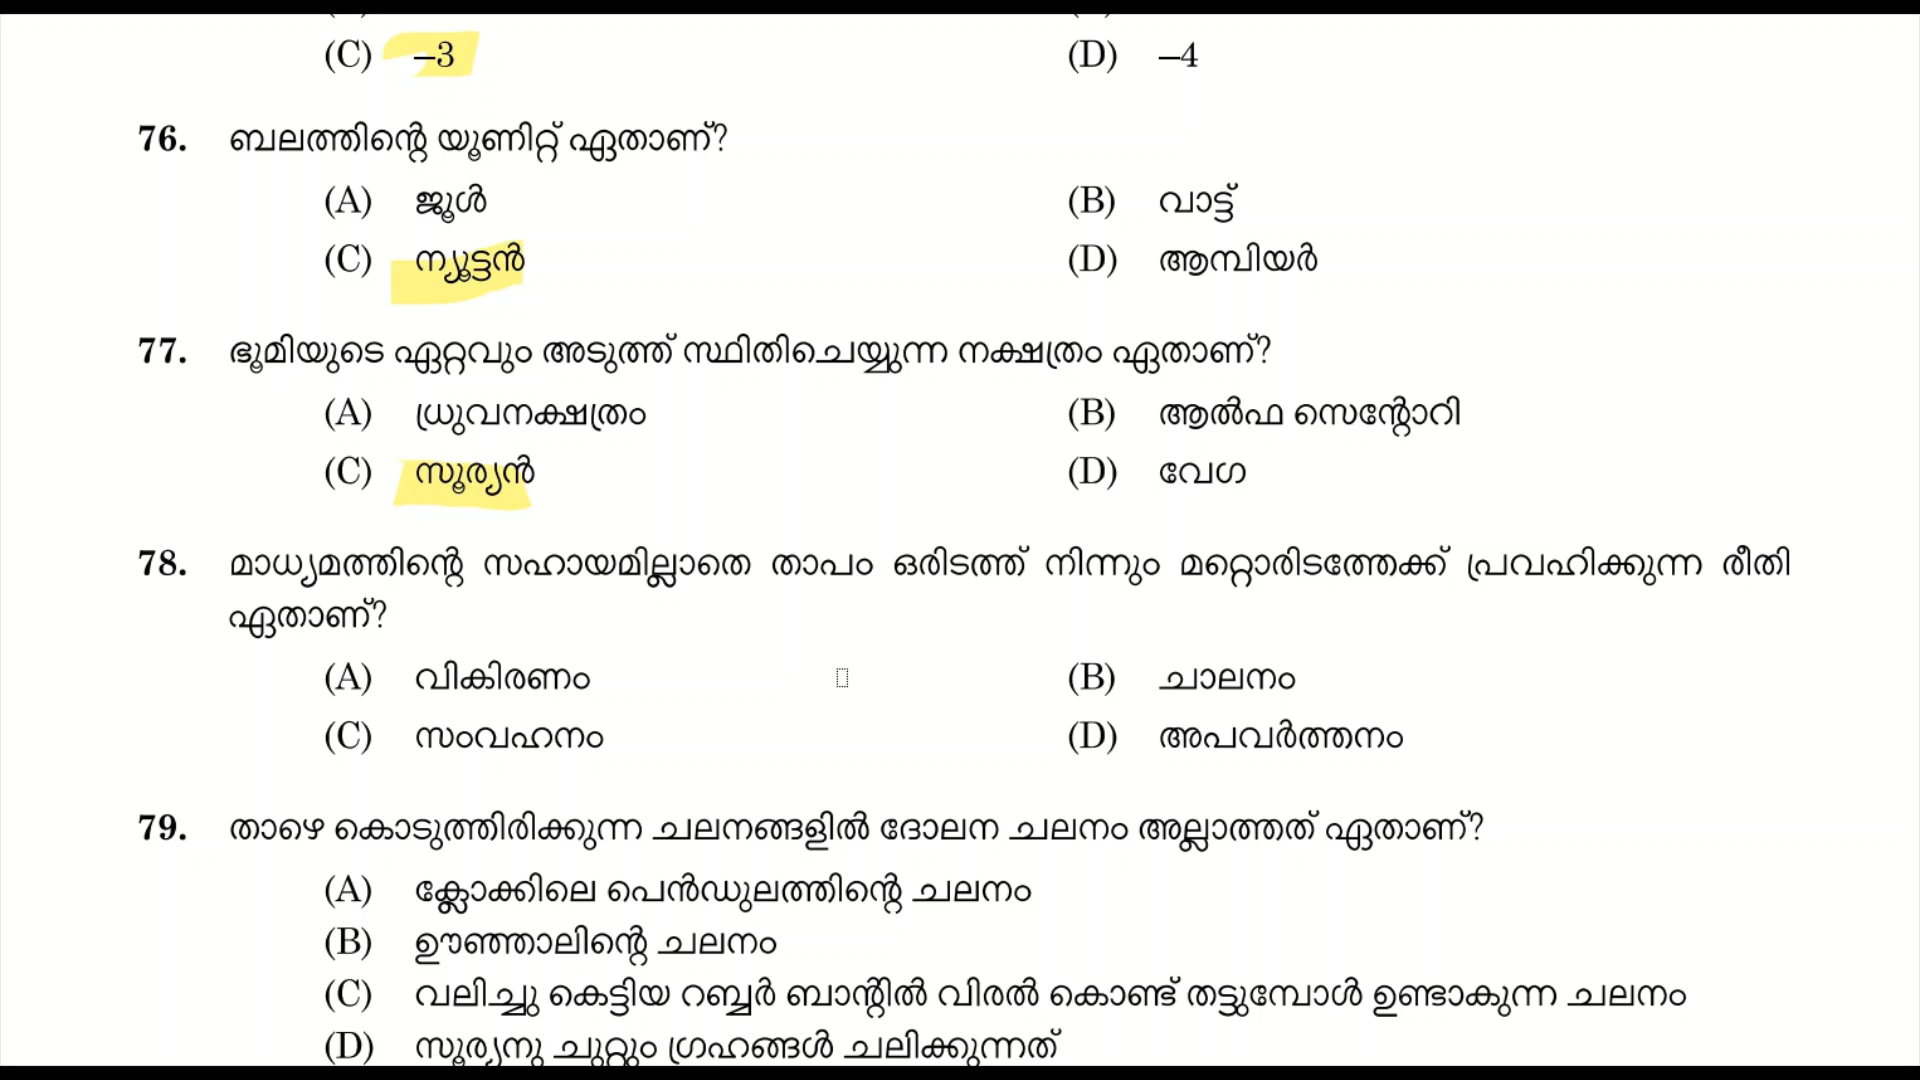 (C) –3 (D) –4
76. ബലത്തിന്റെ യൂണിറ്റ് ഏതാണ്?
(A) ജൂൾ (B) വാട്ട്
(C) ന്യൂട്ടൻ (D) ആമ്പിയർ
77. ഭൂമിയുടെ ഏറ്റവും അടുത്ത് സ്ഥിതിചെയ്യുന്ന നക്ഷത്രം ഏതാണ്?
(A) ധ്രുവനക്ഷത്രം (B) ആൽഫ സെന്റോറി
(C) സൂര്യൻ (D) വേഗ
78. മാധ്യമത്തിന്റെ സഹായമില്ലാതെ താപം ഒരിടത്ത് നിന്നും മറ്റൊരിടത്തേക്ക് പ്രവഹിക്കുന്ന രീതി
ഏതാണ്?
(A) വികിരണം (B) ചാലനം
(C) സംവഹനം (D) അപവർത്തനം
79. താഴെ കൊടുത്തിരിക്കുന്ന ചലനങ്ങളിൽ ദോലന ചലനം അല്ലാത്തത് ഏതാണ്?
(A) ക്ലോക്കിലെ പെൻഡുലത്തിന്റെ ചലനം
(B) ഊഞ്ഞാലിന്റെ ചലനം
(C) വലിച്ചു കെട്ടിയ റബ്ബർ ബാന്റിൽ വിരൽ കൊണ്ട് തട്ടുമ്പോൾ ഉണ്ടാകുന്ന ചലനം
(D) സൂര്യനു ചുറ്റും ഗ്രഹങ്ങൾ ചലിക്കുന്നത്